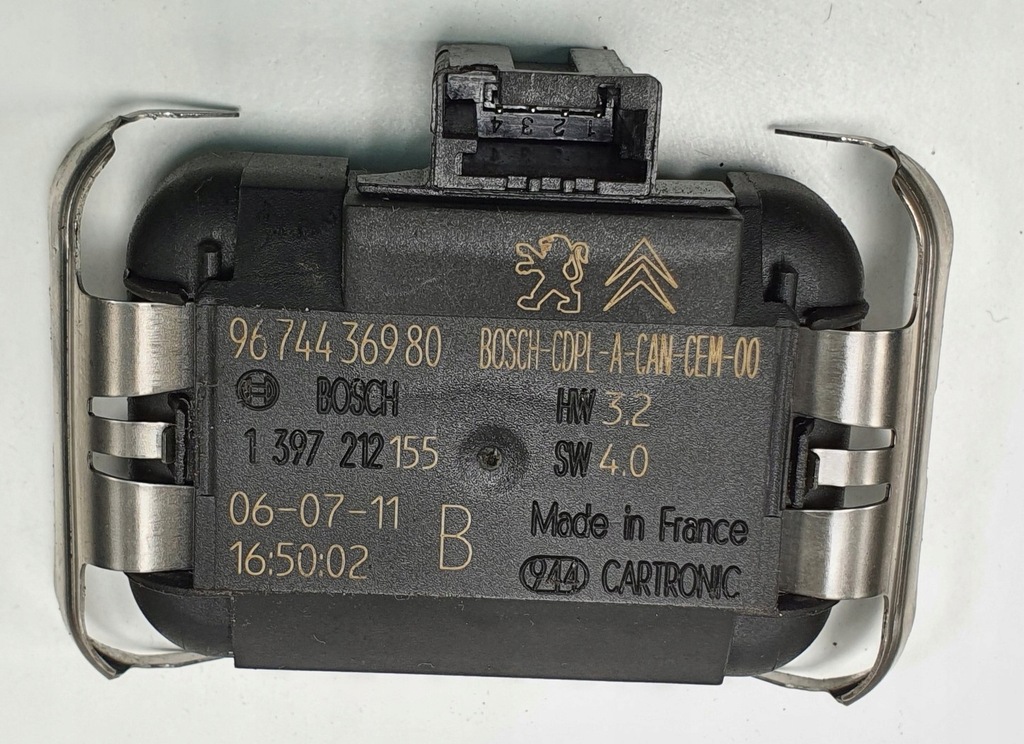 4 3 2 1
96 744 369 80 BOSCH-CDPL-A-CAN-CEM-00
BOSCH HW 3.2
1 397 212 155 SW 4.0
06-07-11 B Made in France
16:50:02 944 CARTRONIC